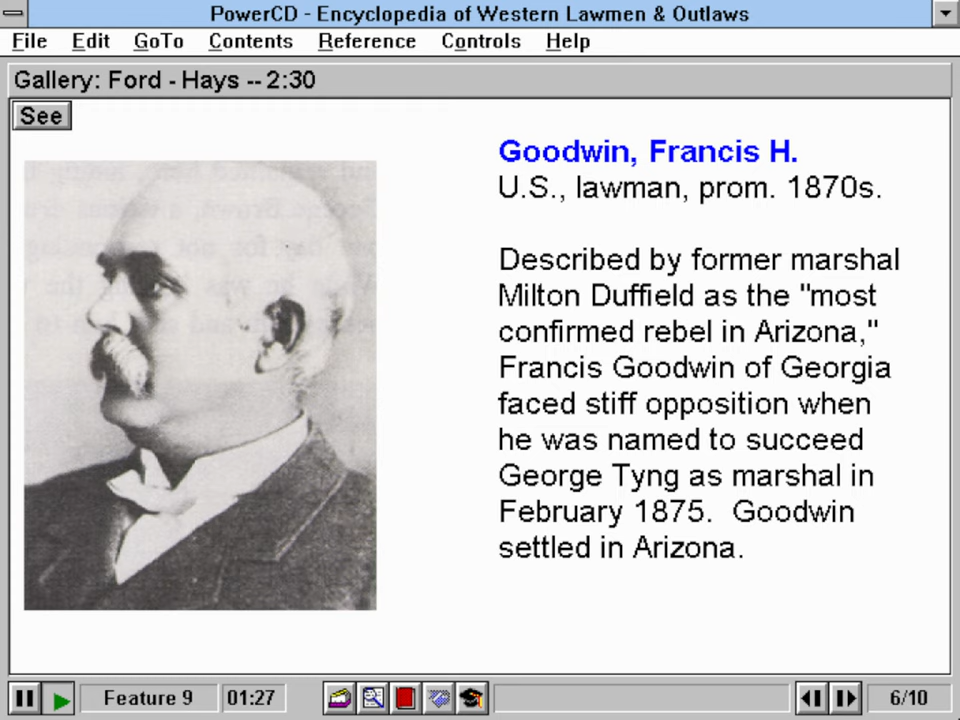 PowerCD - Encyclopedia of Western Lawmen & Outlaws
File Edit GoTo Contents Reference Controls Help
Gallery: Ford - Hays -- 2:30
See
Goodwin, Francis H.
U.S., lawman, prom. 1870s.
Described by former marshal
Milton Duffield as the "most
confirmed rebel in Arizona,"
Francis Goodwin of Georgia
faced stiff opposition when
he was named to succeed
George Tyng as marshal in
February 1875.  Goodwin
settled in Arizona.
Feature 9 01:27 6/10